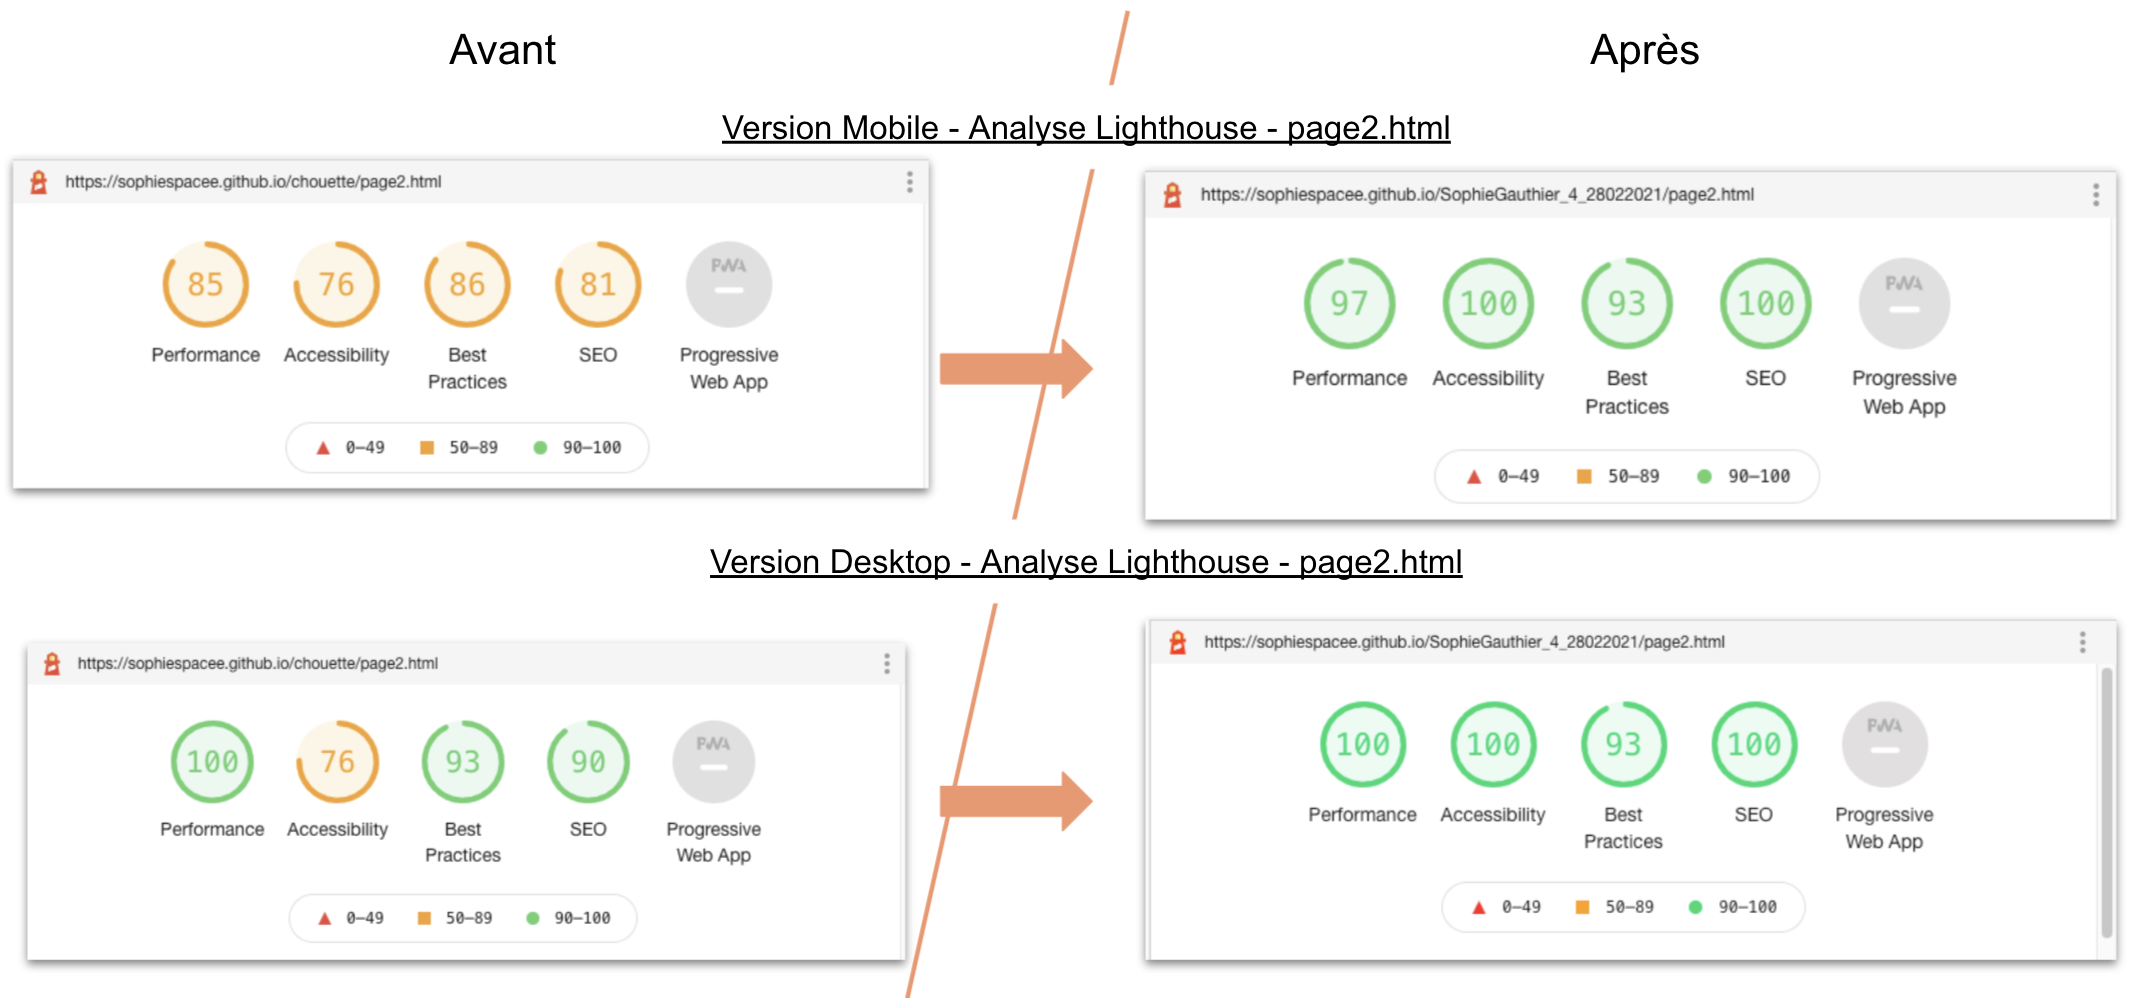 Avant
Après
Version Mobile - Analyse Lighthouse - page2.html
https://sophiespacee.github.io/chouette/page2.html
85 76 86 81 PWA
Performance Accessibility Best Practices SEO Progressive Web App
0–49 50–89 90–100
https://sophiespacee.github.io/SophieGauthier_4_28022021/page2.html
97 100 93 100 PWA
Performance Accessibility Best Practices SEO Progressive Web App
0–49 50–89 90–100
Version Desktop - Analyse Lighthouse - page2.html
https://sophiespacee.github.io/chouette/page2.html
100 76 93 90 PWA
Performance Accessibility Best Practices SEO Progressive Web App
0–49 50–89 90–100
https://sophiespacee.github.io/SophieGauthier_4_28022021/page2.html
100 100 93 100 PWA
Performance Accessibility Best Practices SEO Progressive Web App
0–49 50–89 90–100